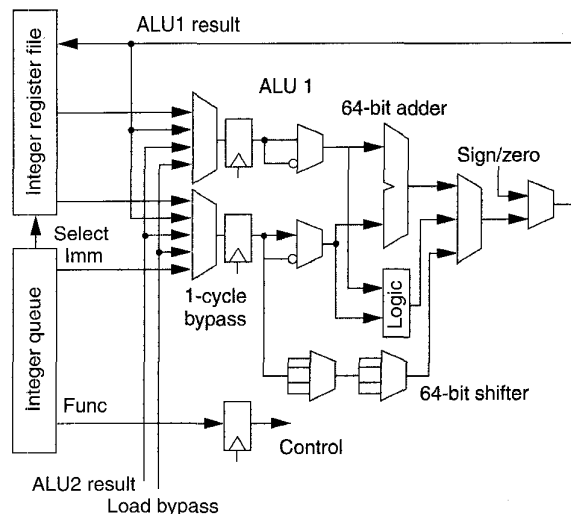 ALU1 result
Integer register file
ALU 1
64-bit adder
Sign/zero
Select
Imm
1-cycle
bypass
Logic
Integer queue
64-bit shifter
Func
Control
ALU2 result
Load bypass